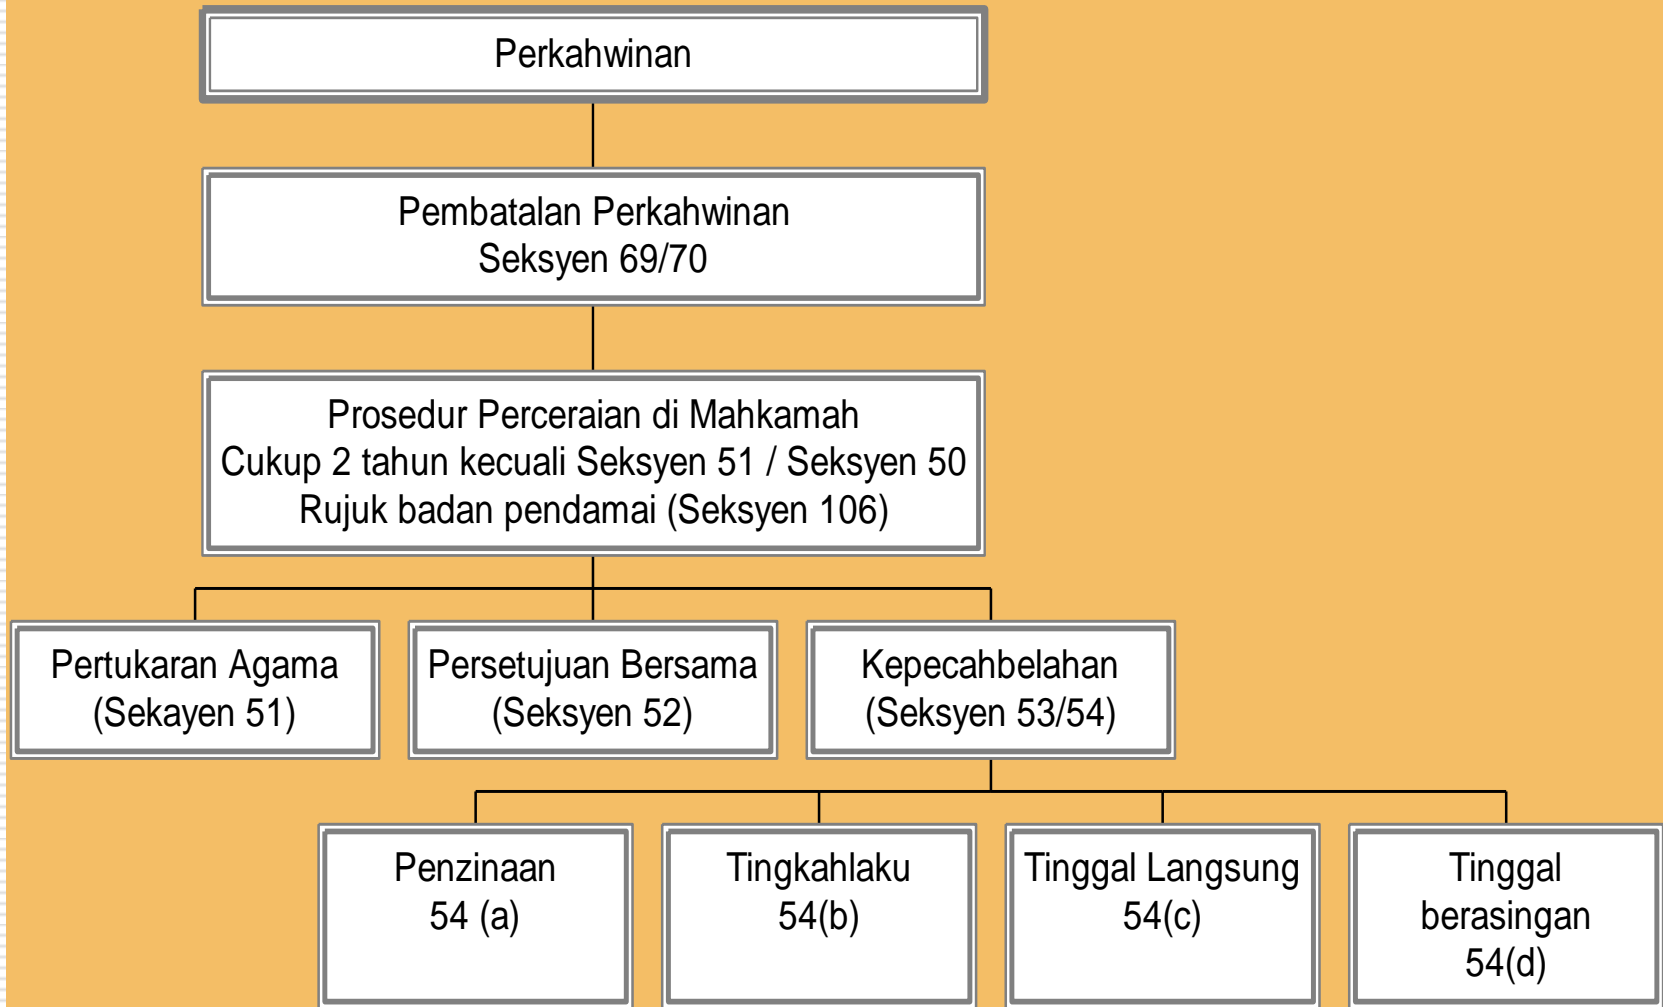 Perkahwinan
Pembatalan Perkahwinan
Seksyen 69/70
Prosedur Perceraian di Mahkamah
Cukup 2 tahun kecuali Seksyen 51 / Seksyen 50
Rujuk badan pendamai (Seksyen 106)
Pertukaran Agama
(Sekayen 51)
Persetujuan Bersama
(Seksyen 52)
Kepecahbelahan
(Seksyen 53/54)
Penzinaan
54 (a)
Tingkahlaku
54(b)
Tinggal Langsung
54(c)
Tinggal
berasingan
54(d)